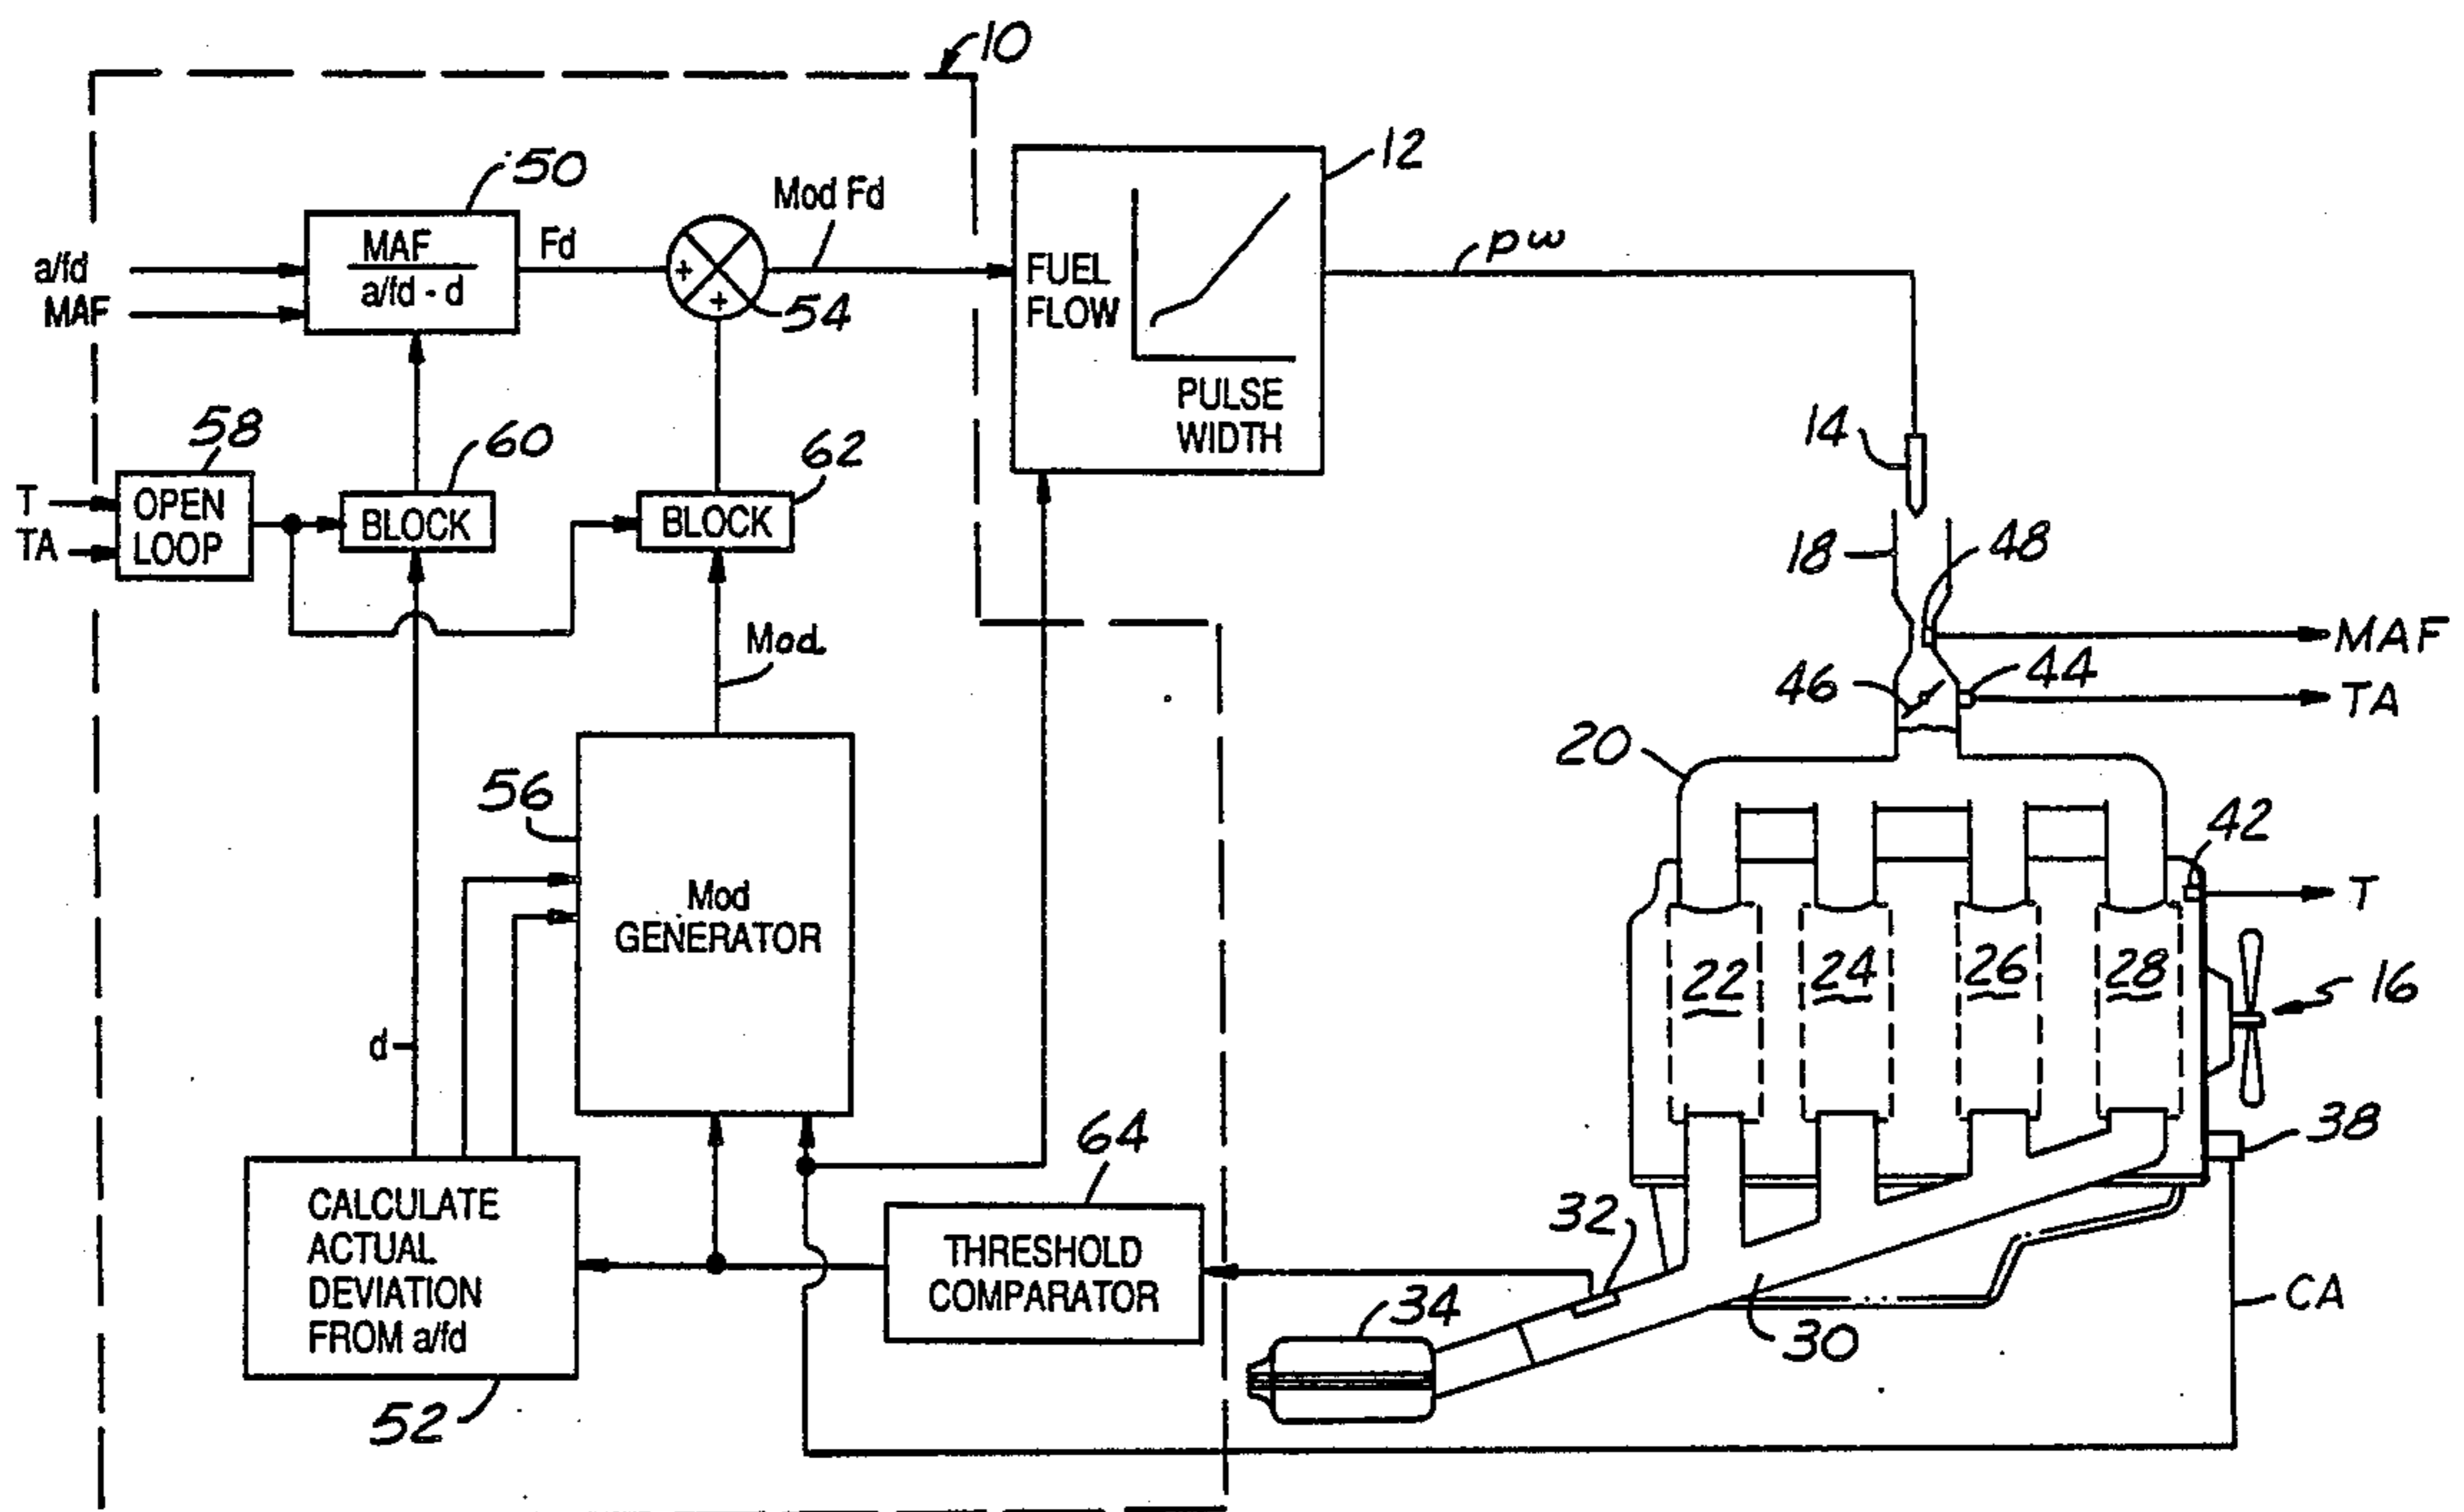 10
50
12
Mod Fd
a/fd
MAF
MAF
a/fd - d
Fd
+
+
54
FUEL
FLOW
PULSE
WIDTH
pw
58
60
62
14
T
TA
OPEN
LOOP
BLOCK
BLOCK
18
48
MAF
Mod
46
44
TA
20
56
42
T
Mod
GENERATOR
22
24
26
28
16
d
64
38
CALCULATE
ACTUAL
DEVIATION
FROM a/fd
THRESHOLD
COMPARATOR
32
34
30
CA
52